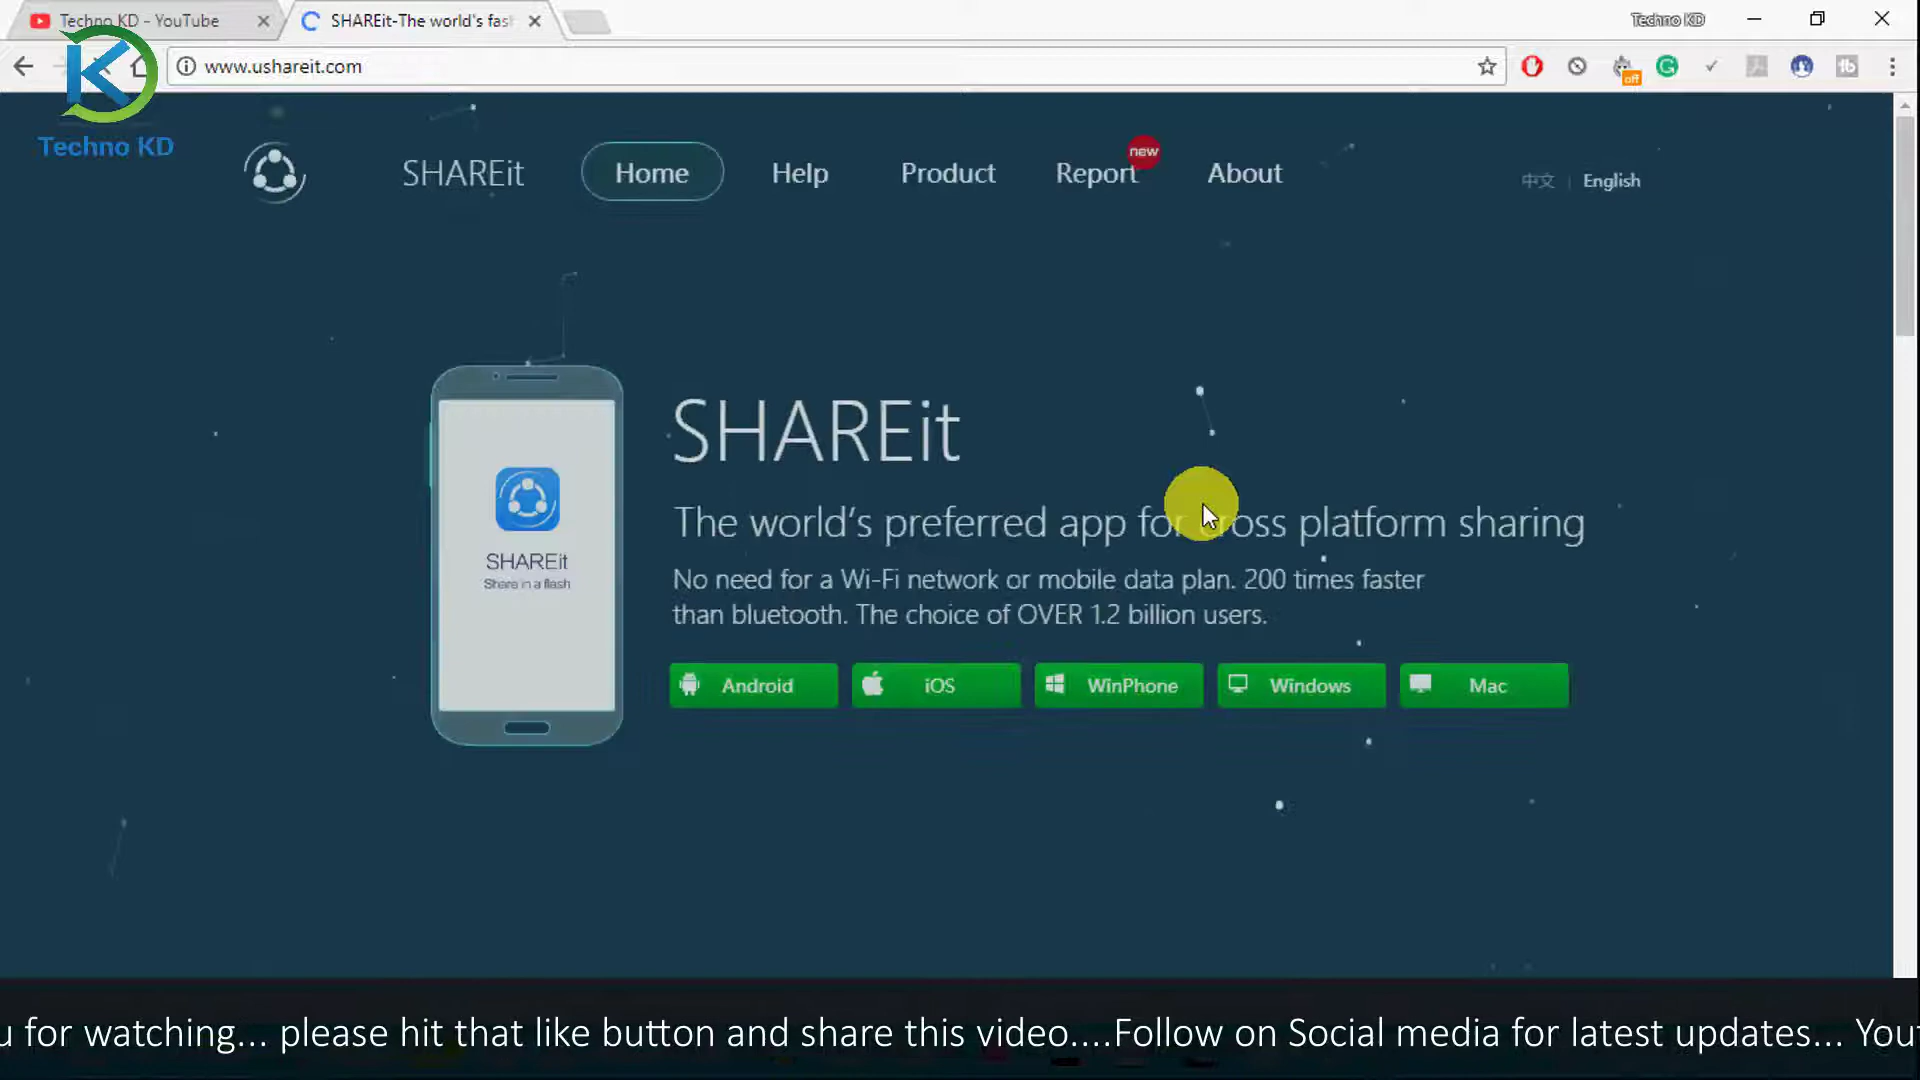 Techno KD - YouTube
SHAREit-The world's fas
Techno KD
www.ushareit.com
off
Techno KD
SHAREit
Home
Help
Product
Report
new
About
中文 | English
SHAREit
The world's preferred app for cross platform sharing
No need for a Wi-Fi network or mobile data plan. 200 times faster
than bluetooth. The choice of OVER 1.2 billion users.
SHAREit
Share in a flash
Android
iOS
WinPhone
Windows
Mac
u for watching... please hit that like button and share this video....Follow on Social media for latest updates... You